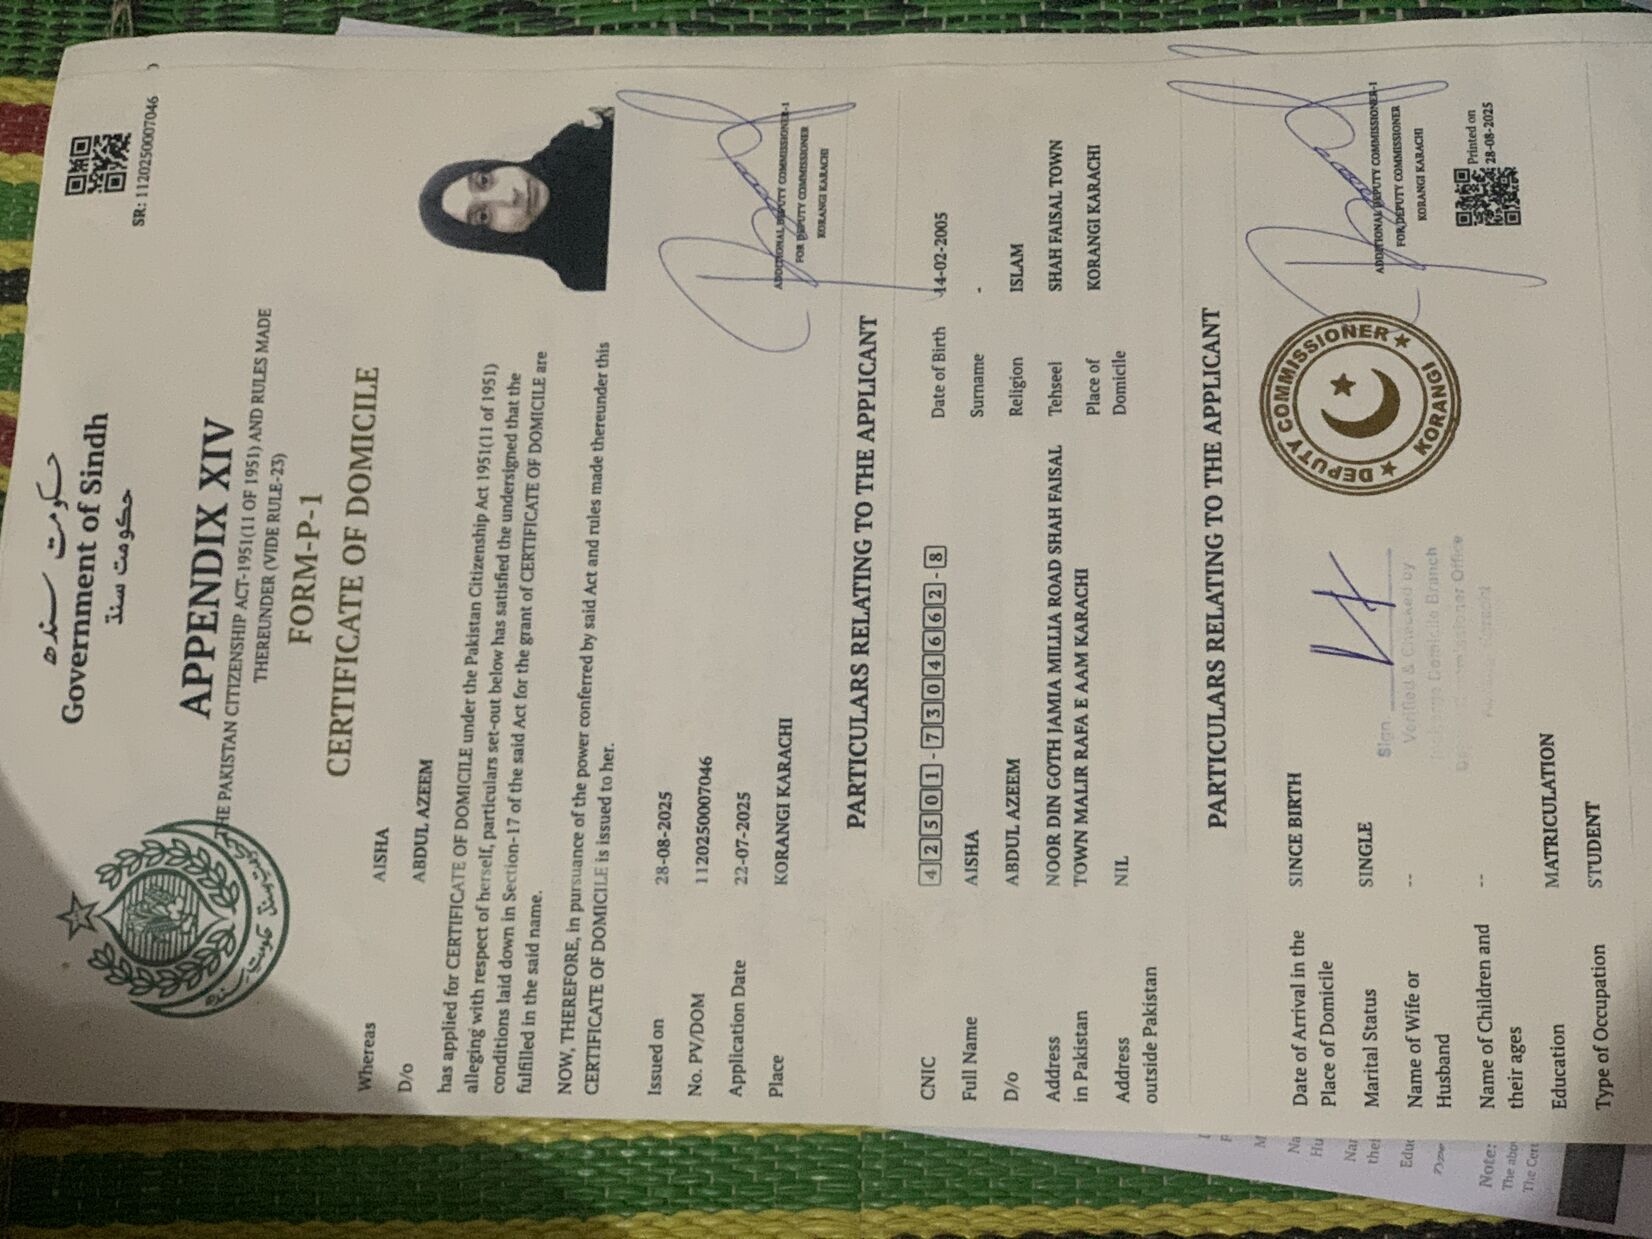 حکومت سندھ
Government of Sindh
حڪومت سنڌ
SR: 1120250007046
APPENDIX XIV
THE PAKISTAN CITIZENSHIP ACT-1951(11 OF 1951) AND RULES MADE
THEREUNDER (VIDE RULE-23)
FORM-P-1
CERTIFICATE OF DOMICILE
Whereas AISHA
D/o ABDUL AZEEM
has applied for CERTIFICATE OF DOMICILE under the Pakistan Citizenship Act 1951(11 of 1951)
alleging with respect of herself, particulars set-out below has satisfied the undersigned that the
conditions laid down in Section-17 of the said Act for the grant of CERTIFICATE OF DOMICILE are
fulfilled in the said name.
NOW, THEREFORE, in pursuance of the power conferred by said Act and rules made thereunder this
CERTIFICATE OF DOMICILE is issued to her.
Issued on 28-08-2025
No. PV/DOM 1120250007046
Application Date 22-07-2025
Place KORANGI KARACHI
ADDITIONAL DEPUTY COMMISSIONER-1
FOR DEPUTY COMMISSIONER
KORANGI KARACHI
PARTICULARS RELATING TO THE APPLICANT
CNIC 42501-7304662-8 Date of Birth 14-02-2005
Full Name AISHA Surname -
D/o ABDUL AZEEM Religion ISLAM
Address NOOR DIN GOTH JAMIA MILLIA ROAD SHAH FAISAL Tehseel SHAH FAISAL TOWN
in Pakistan TOWN MALIR RAFA E AAM KARACHI Place of KORANGI KARACHI
Address NIL Domicile
outside Pakistan
PARTICULARS RELATING TO THE APPLICANT
Date of Arrival in the SINCE BIRTH
Place of Domicile
Marital Status SINGLE
Name of Wife or --
Husband
Name of Children and --
their ages
Education MATRICULATION
Type of Occupation STUDENT
Sign
Verified & Checked by
Domicile Branch
Office
DEPUTY COMMISSIONER
KORANGI
ADDITIONAL DEPUTY COMMISSIONER-1
FOR DEPUTY COMMISSIONER
KORANGI KARACHI
Printed on
28-08-2025
Note: